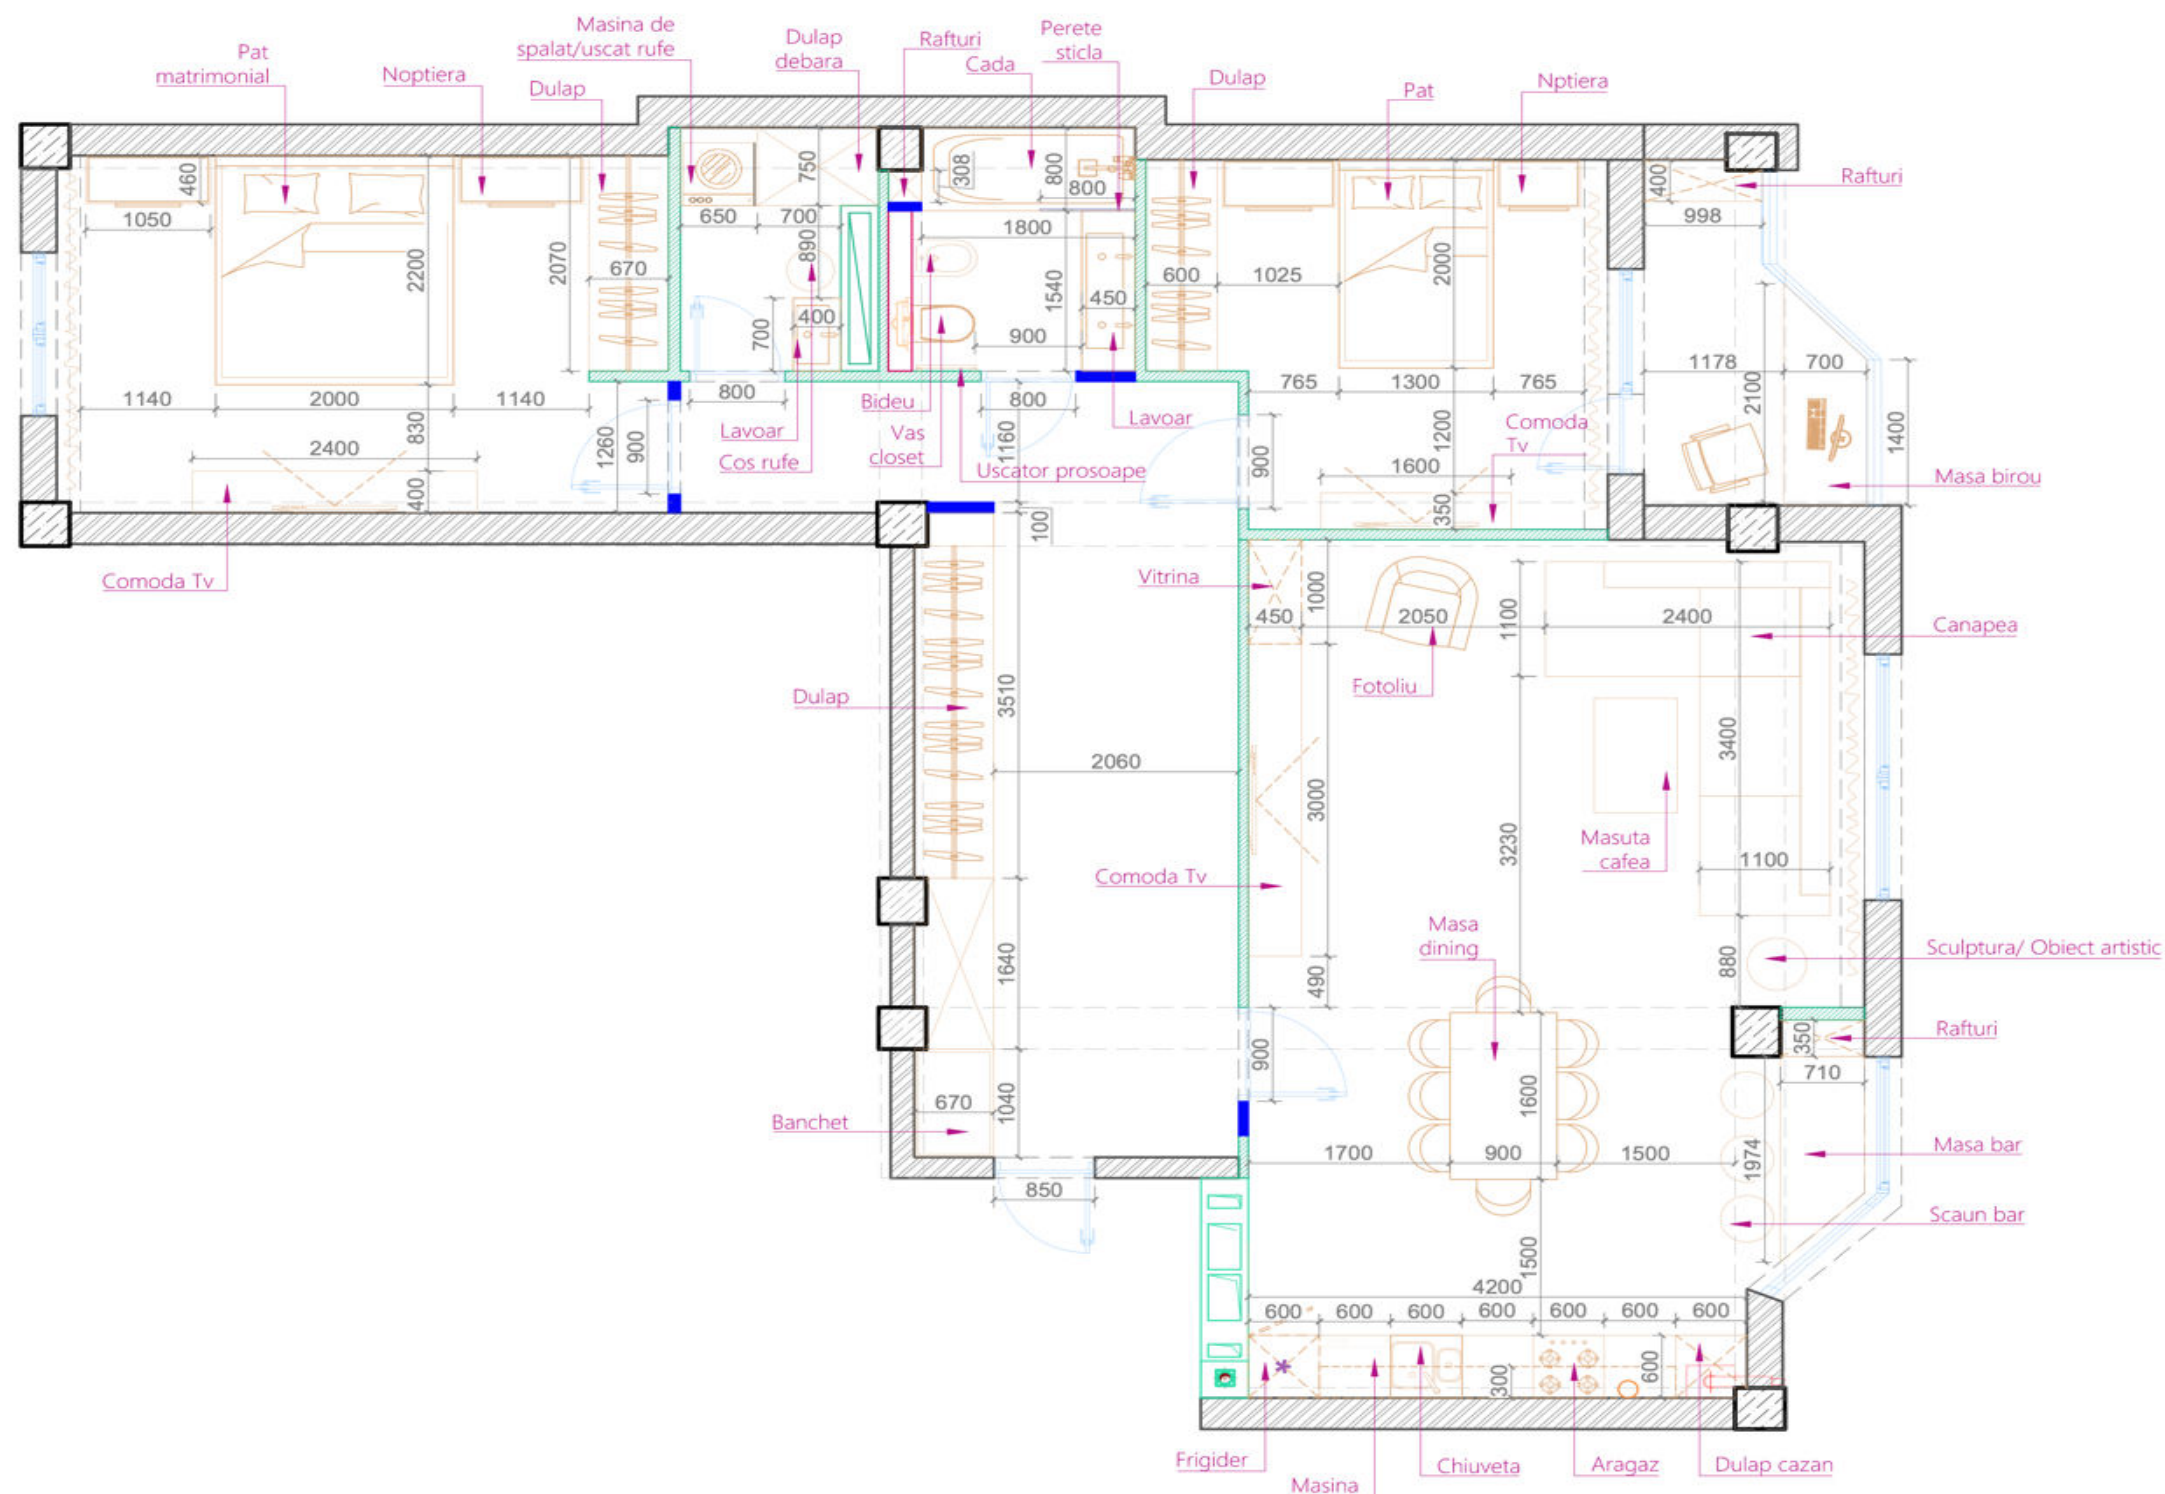 Pat
matrimonial
Noptiera
Dulap
Masina de
spalat/uscat rufe
Dulap
debara
Rafturi
Cada
Perete
sticla
Dulap
Pat
Nptiera
Rafturi
460
1050
2200
2070
670
750
650
700
890
308
800
800
1800
1540
450
400
700
900
600
1025
2000
400
998
1178
700
2100
1400
1140
2000
1140
830
2400
400
1260
900
800
800
1160
765
1300
765
1200
1600
350
900
Lavoar
Cos rufe
Bideu
Vas
closet
Uscator prosoape
Lavoar
Comoda
Tv
Masa birou
Comoda Tv
100
Vitrina
450
1000
2050
1100
2400
Canapea
Fotoliu
Dulap
3510
2060
3000
3230
3400
Masuta
cafea
1100
Comoda Tv
Masa
dining
490
880
Sculptura/ Obiect artistic
1640
Rafturi
350
710
900
1600
670
1040
Banchet
1700
900
1500
1974
Masa bar
850
Scaun bar
1500
4200
600
600
600
600
600
600
600
300
600
Frigider
Masina
Chiuveta
Aragaz
Dulap cazan